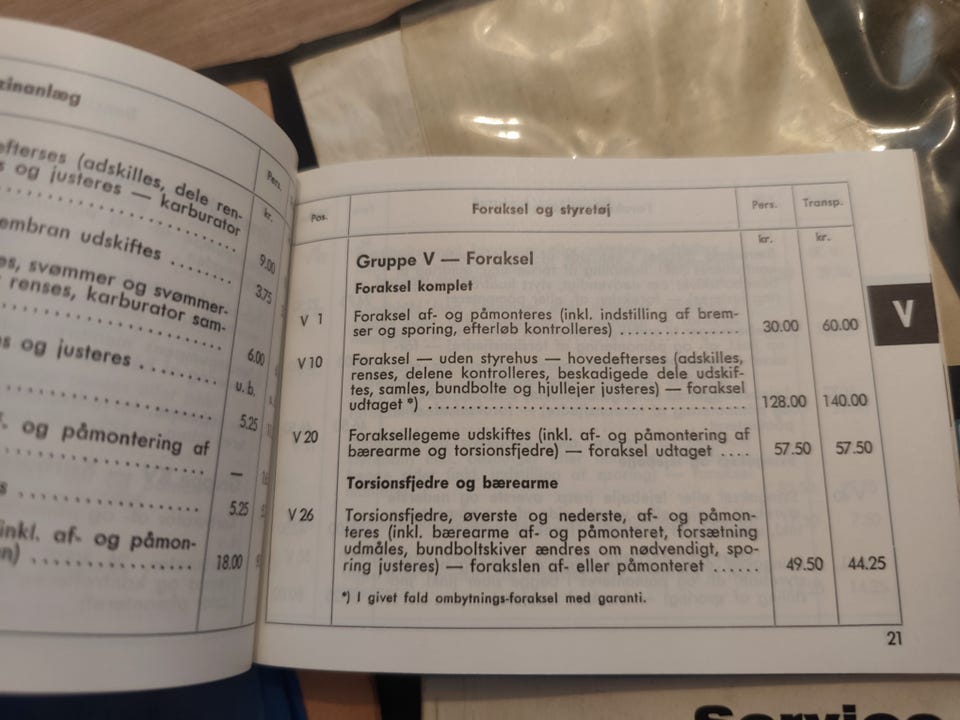 zinanlæg
Pers.
kr.
efterses (adskilles, dele ren-
s og justeres — karburator
9.00
embran udskiftes
3.75
es, svømmer og svømmer-
renses, karburator sam-
6.00
es og justeres
u. b.
5.25
og påmontering af
—
5.25
inkl. af- og påmon-
18.00
Pos.
Foraksel og styretøj
Pers.
Transp.
kr.
kr.
Gruppe V — Foraksel
Foraksel komplet
V 1
Foraksel af- og påmonteres (inkl. indstilling af brem-
ser og sporing, efterløb kontrolleres) ................ 30.00 60.00
V 10
Foraksel — uden styrehus — hovedefterses (adskilles,
renses, delene kontrolleres, beskadigede dele udskif-
tes, samles, bundbolte og hjullejer justeres) — foraksel
udtaget *) ................ 128.00 140.00
V 20
Foraksellegeme udskiftes (inkl. af- og påmontering af
bærearme og torsionsfjedre) — foraksel udtaget .... 57.50 57.50
Torsionsfjedre og bærearme
V 26
Torsionsfjedre, øverste og nederste, af- og påmon-
teres (inkl. bærearme af- og påmonteret, forsætning
udmåles, bundboltskiver ændres om nødvendigt, spo-
ring justeres) — forakslen af- eller påmonteret ...... 49.50 44.25
*) I givet fald ombytnings-foraksel med garanti.
V
21
Service